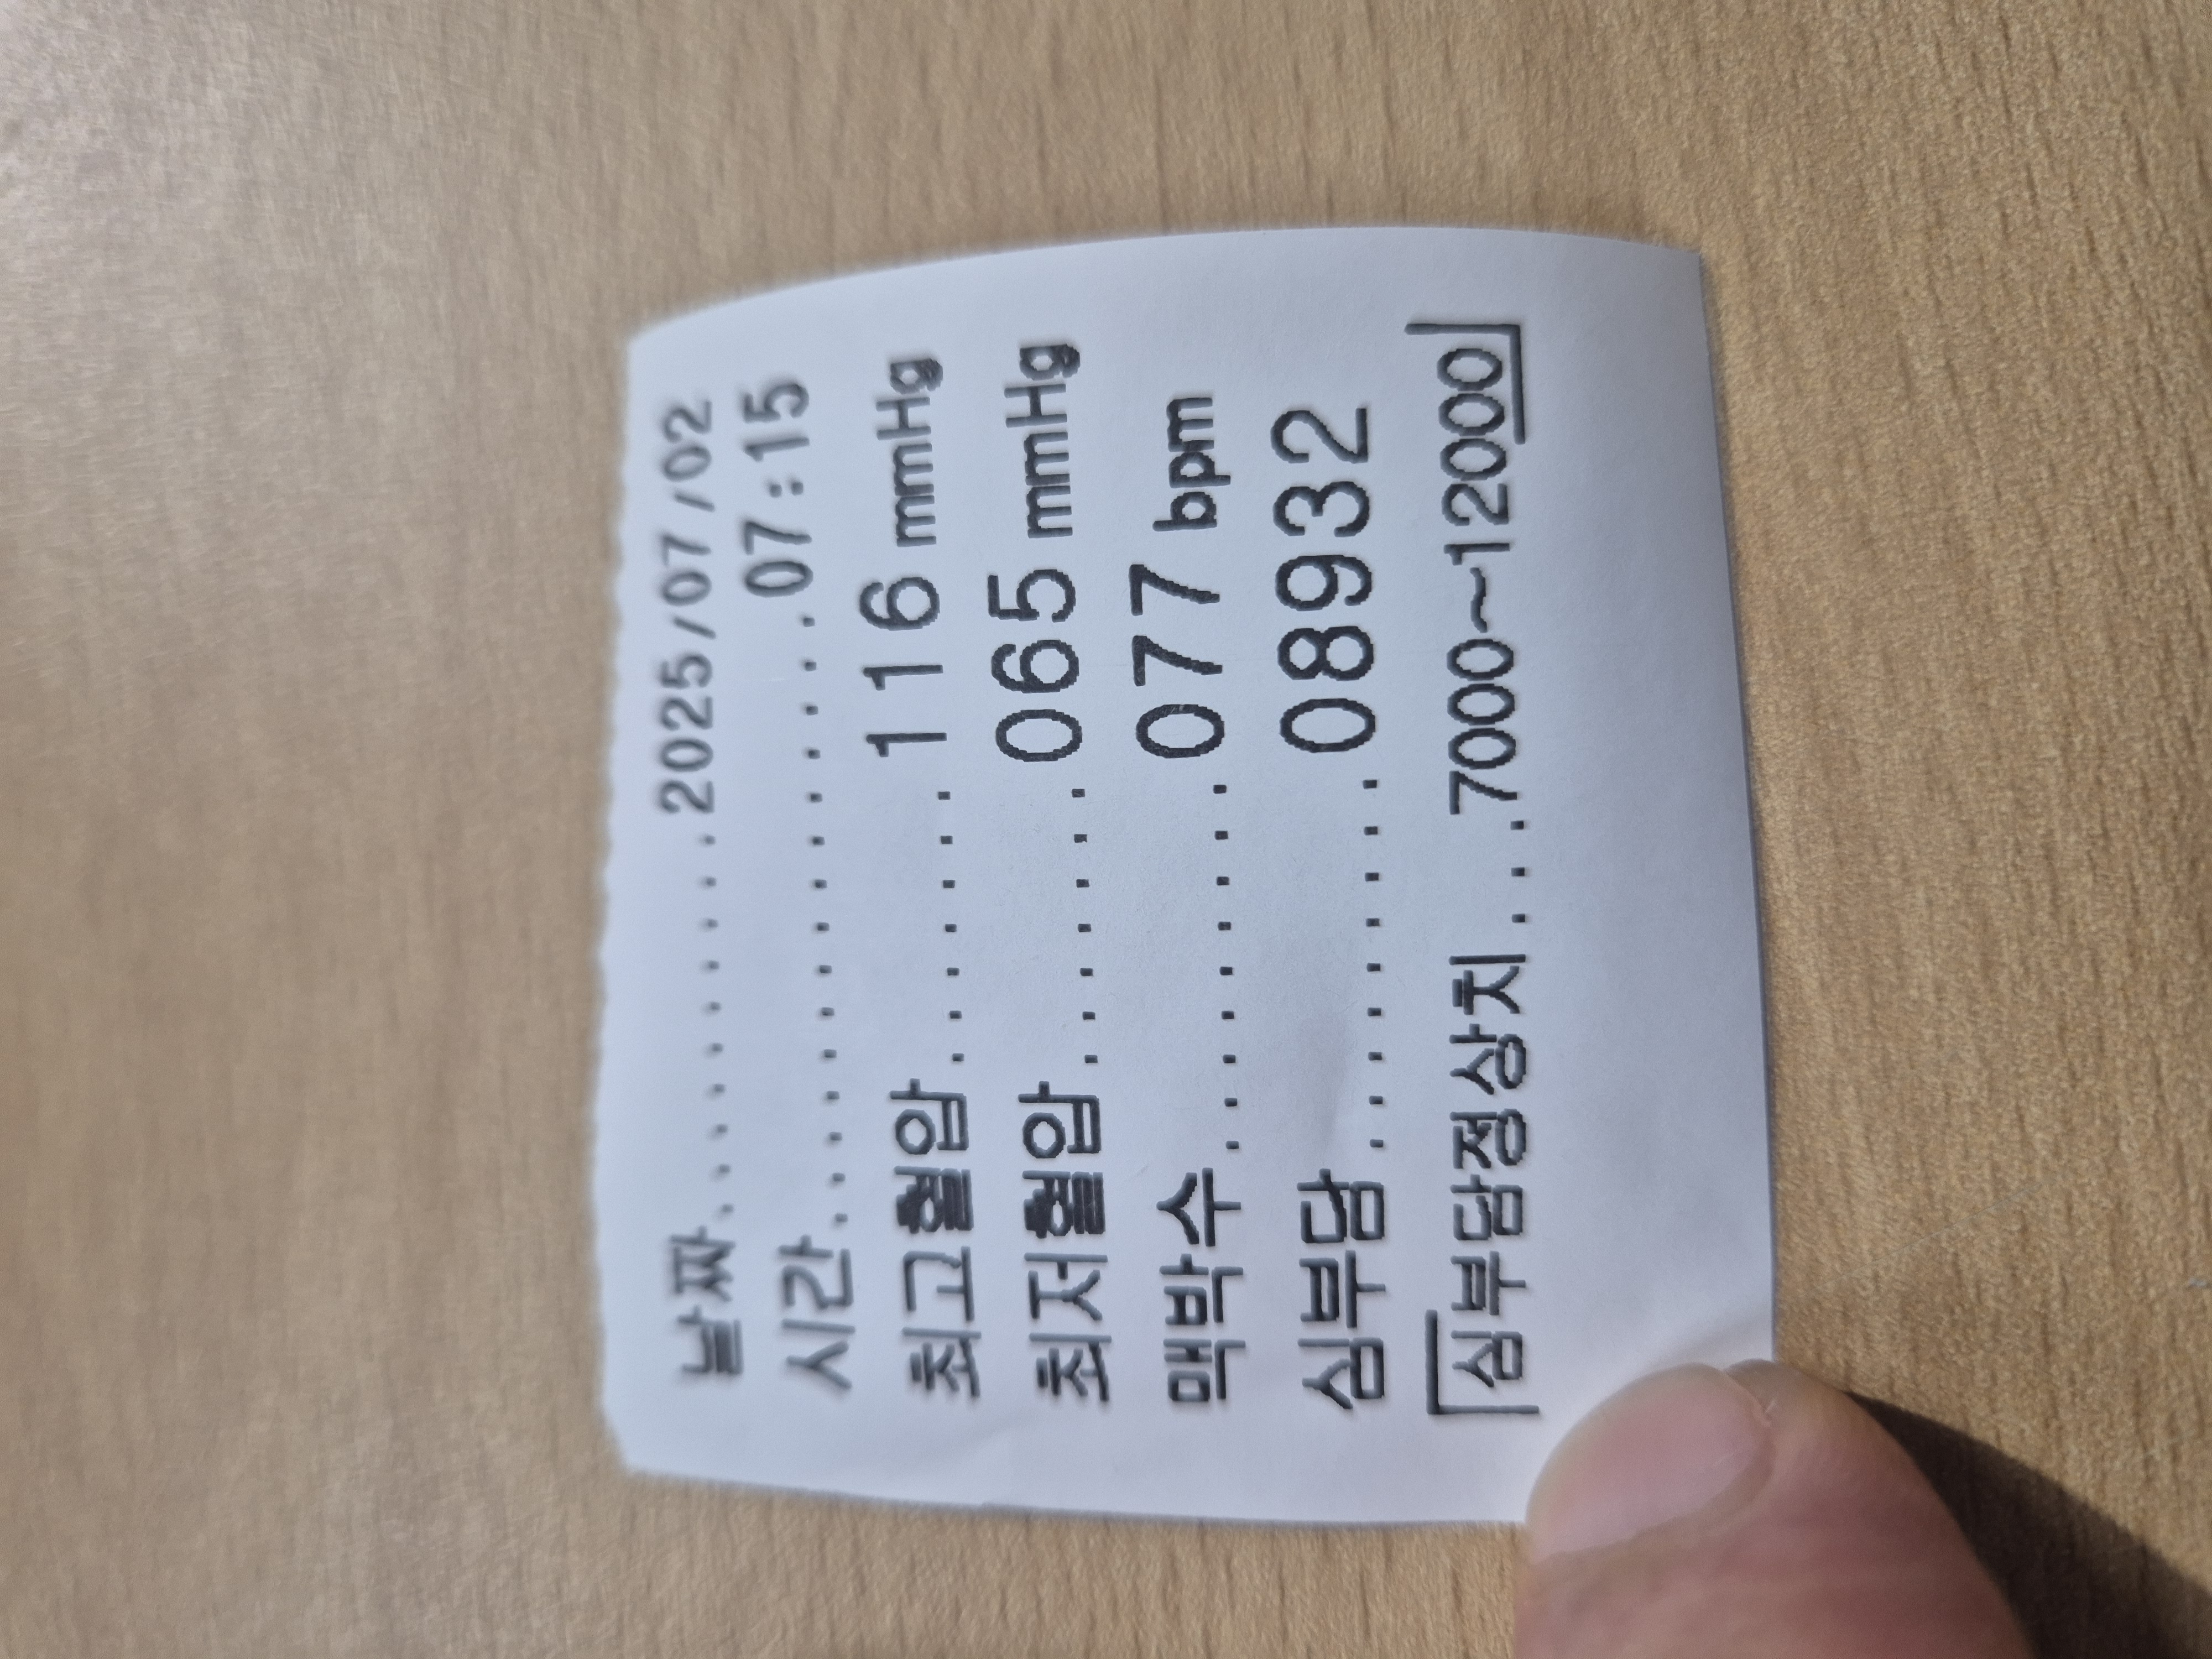 날짜...........2025/07/02
시간................07:15
최고혈압.......116 mmHg
최저혈압.......065 mmHg
맥박수.........077 bpm
심부담.........08932
「심부담정상치...7000~12000」